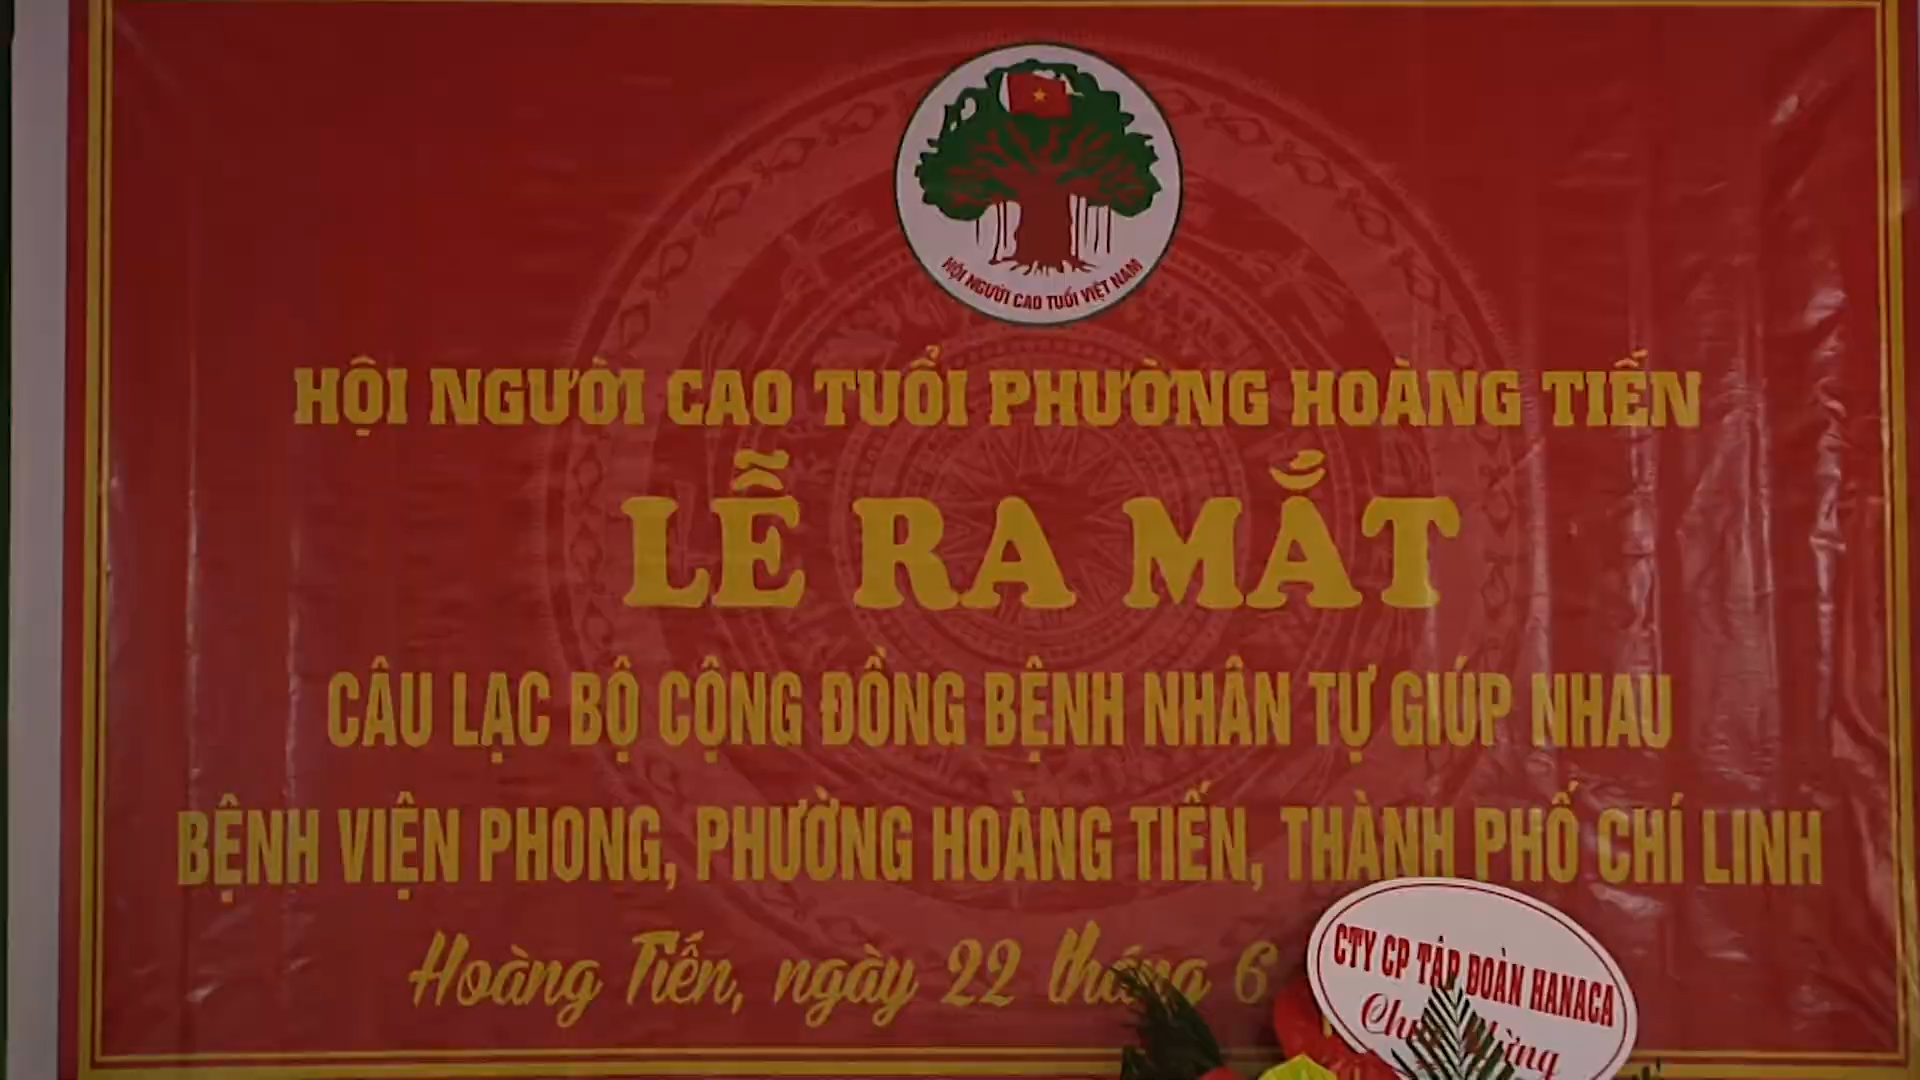 HỘI NGƯỜI CAO TUỔI VIỆT NAM
HỘI NGƯỜI CAO TUỔI PHƯỜNG HOÀNG TIẾN
LỄ RA MẮT
CÂU LẠC BỘ CỘNG ĐỒNG BỆNH NHÂN TỰ GIÚP NHAU
BỆNH VIỆN PHONG, PHƯỜNG HOÀNG TIẾN, THÀNH PHỐ CHÍ LINH
Hoàng Tiến, ngày 22 tháng 6
CTY CP TẬP ĐOÀN HANACA
Chúc mừng